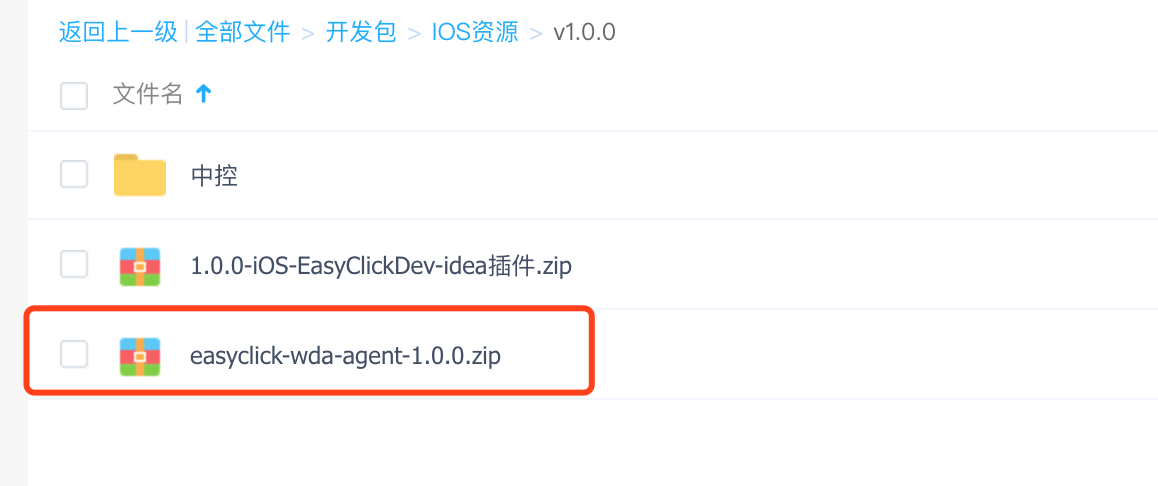 返回上一级 | 全部文件 > 开发包 > IOS资源 > v1.0.0
文件名
中控
1.0.0-iOS-EasyClickDev-idea插件.zip
easyclick-wda-agent-1.0.0.zip